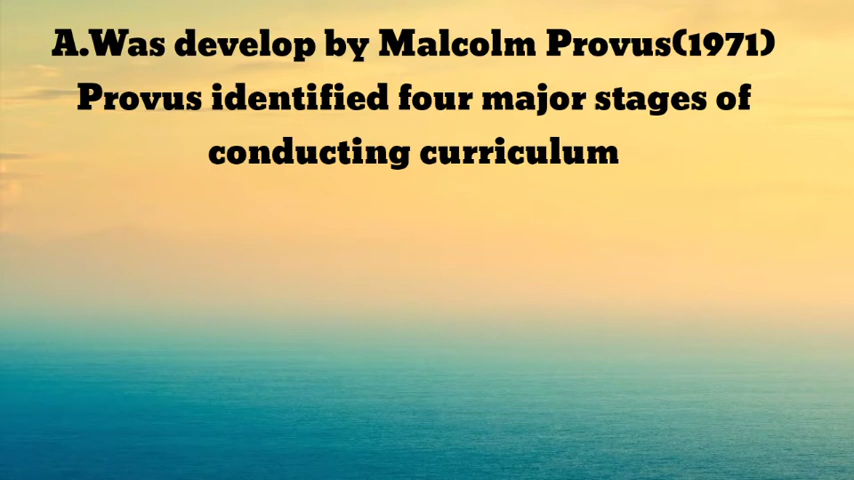 A.Was develop by Malcolm Provus(1971)
Provus identified four major stages of
conducting curriculum